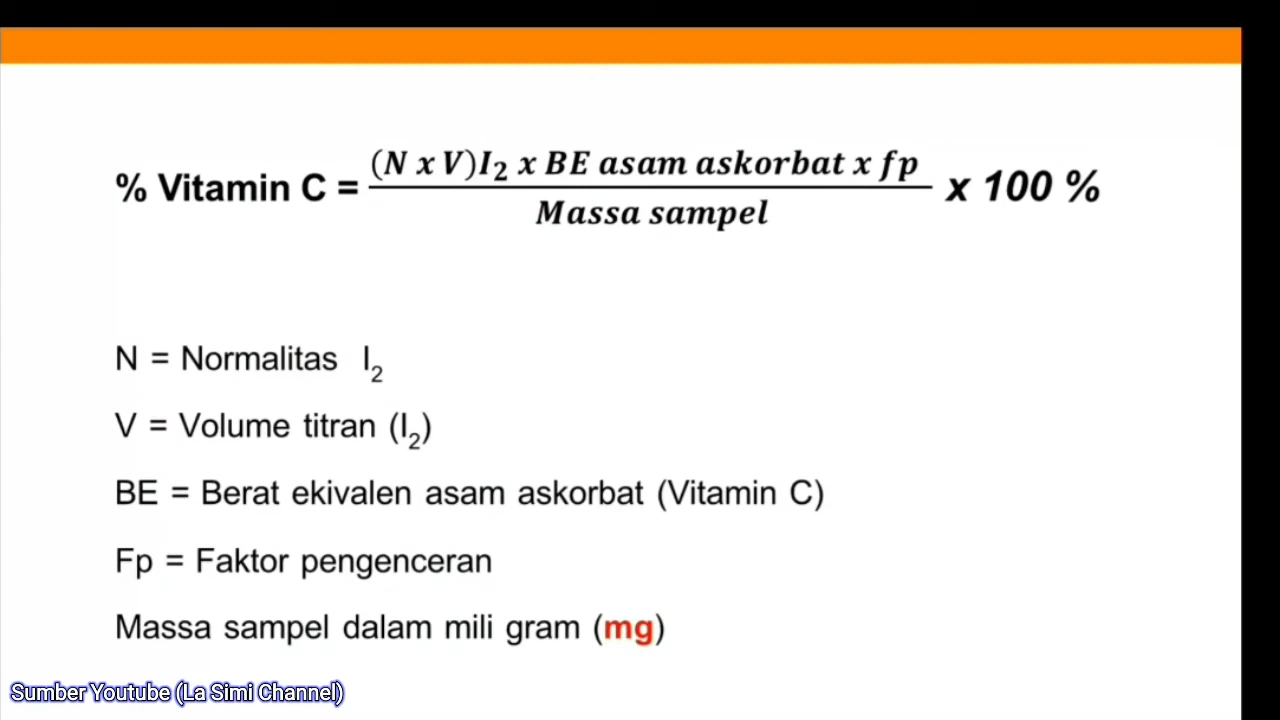 % Vitamin C = (N x V)I₂ x BE asam askorbat x fp / Massa sampel x 100 %
N = Normalitas I₂
V = Volume titran (I₂)
BE = Berat ekivalen asam askorbat (Vitamin C)
Fp = Faktor pengenceran
Massa sampel dalam mili gram (mg)
Sumber Youtube (La Simi Channel)